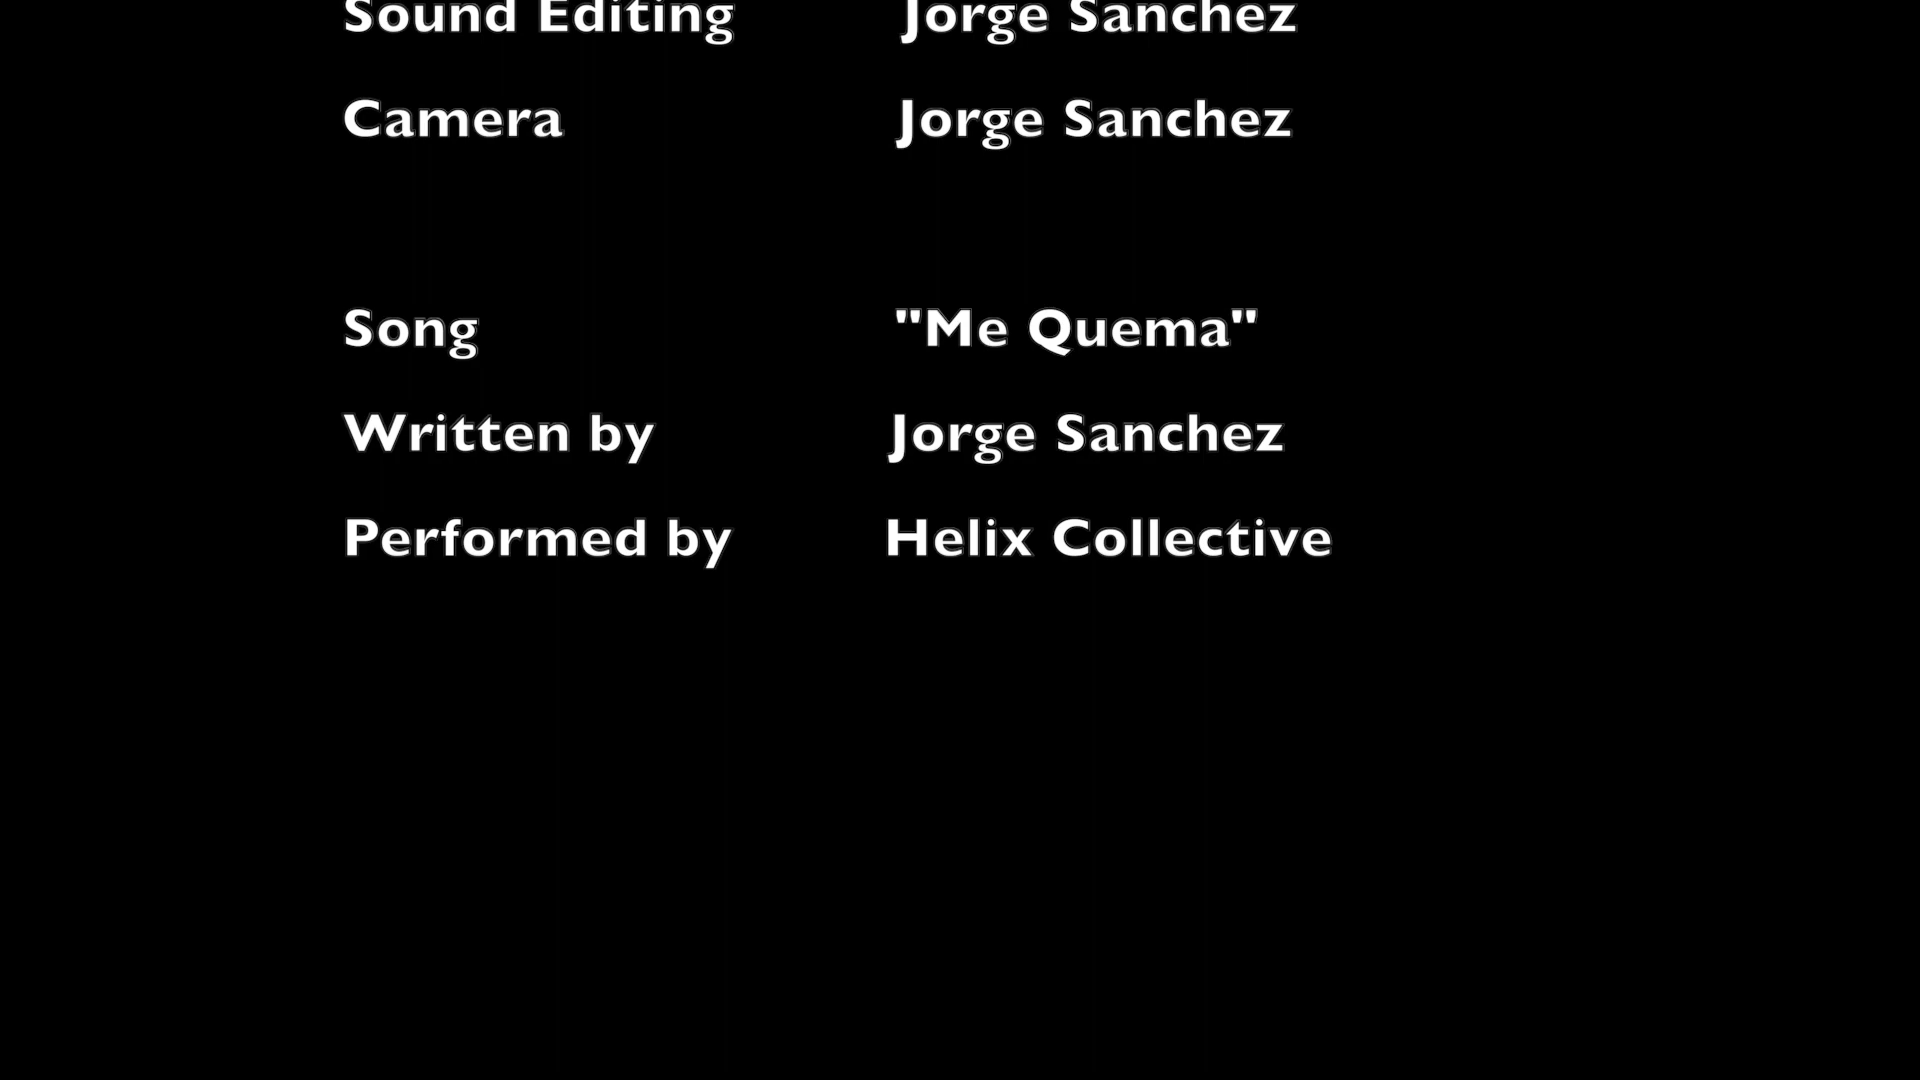 Sound Editing Jorge Sanchez
Camera Jorge Sanchez
Song "Me Quema"
Written by Jorge Sanchez
Performed by Helix Collective